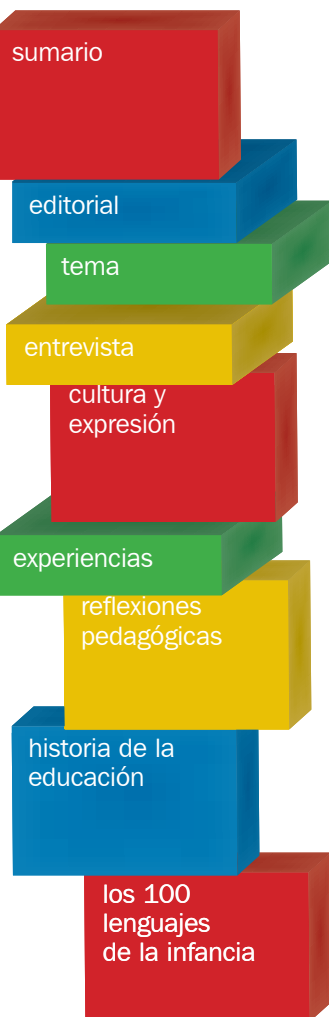 sumario
editorial
tema
entrevista
cultura y
expresión
experiencias
reflexiones
pedagógicas
historia de la
educación
los 100
lenguajes
de la infancia